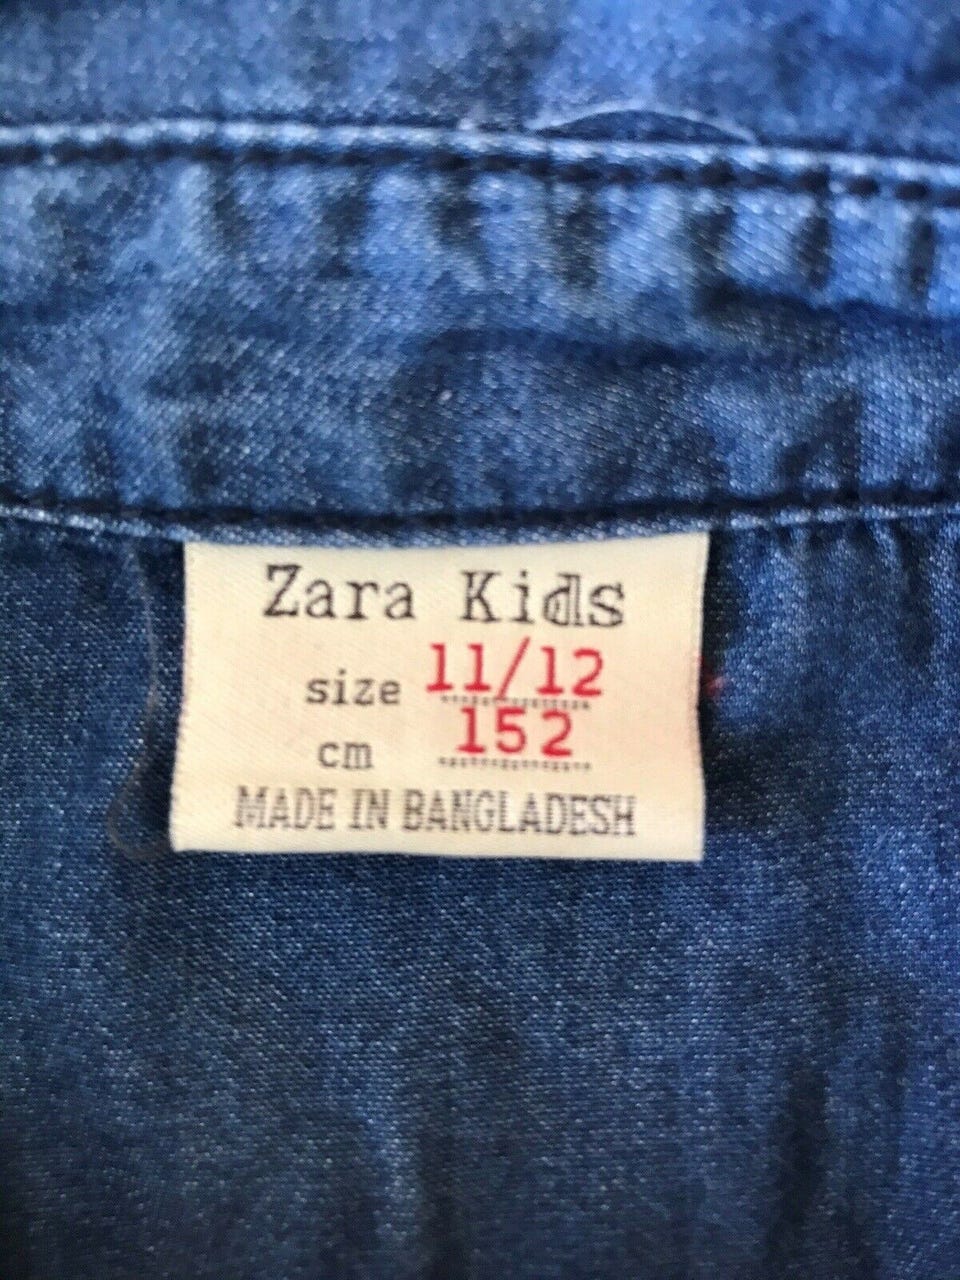 Zara Kids
size 11/12
cm 152
MADE IN BANGLADESH